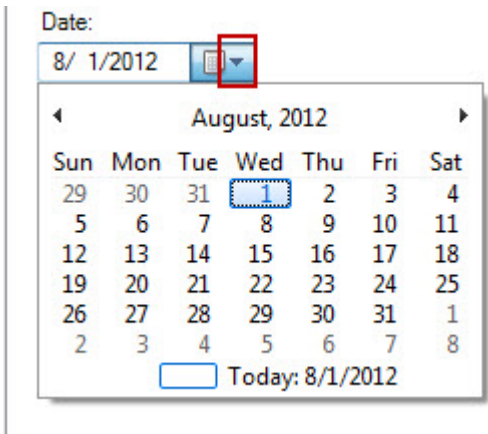 Date:
8/ 1/2012
August, 2012
Sun Mon Tue Wed Thu Fri Sat
29 30 31 1 2 3 4
5 6 7 8 9 10 11
12 13 14 15 16 17 18
19 20 21 22 23 24 25
26 27 28 29 30 31 1
2 3 4 5 6 7 8
Today: 8/1/2012